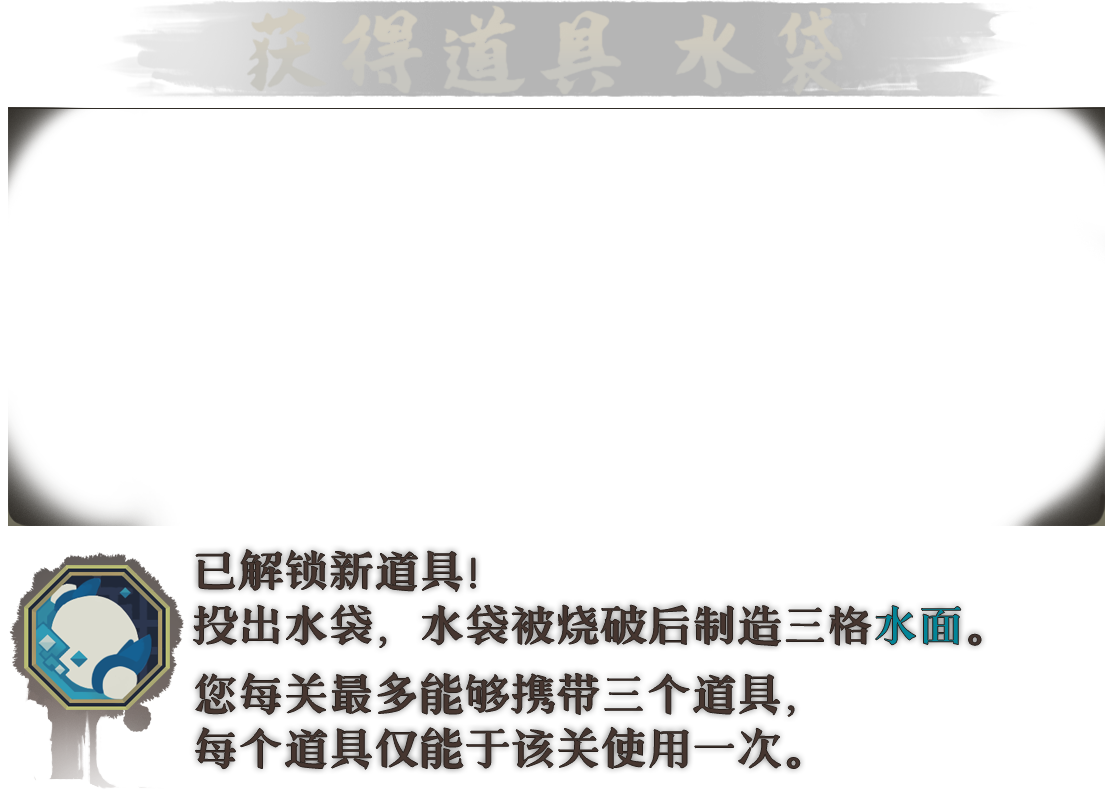 获得道具 水袋
已解锁新道具!
投出水袋，水袋被烧破后制造三格水面。
您每关最多能够携带三个道具，
每个道具仅能于该关使用一次。